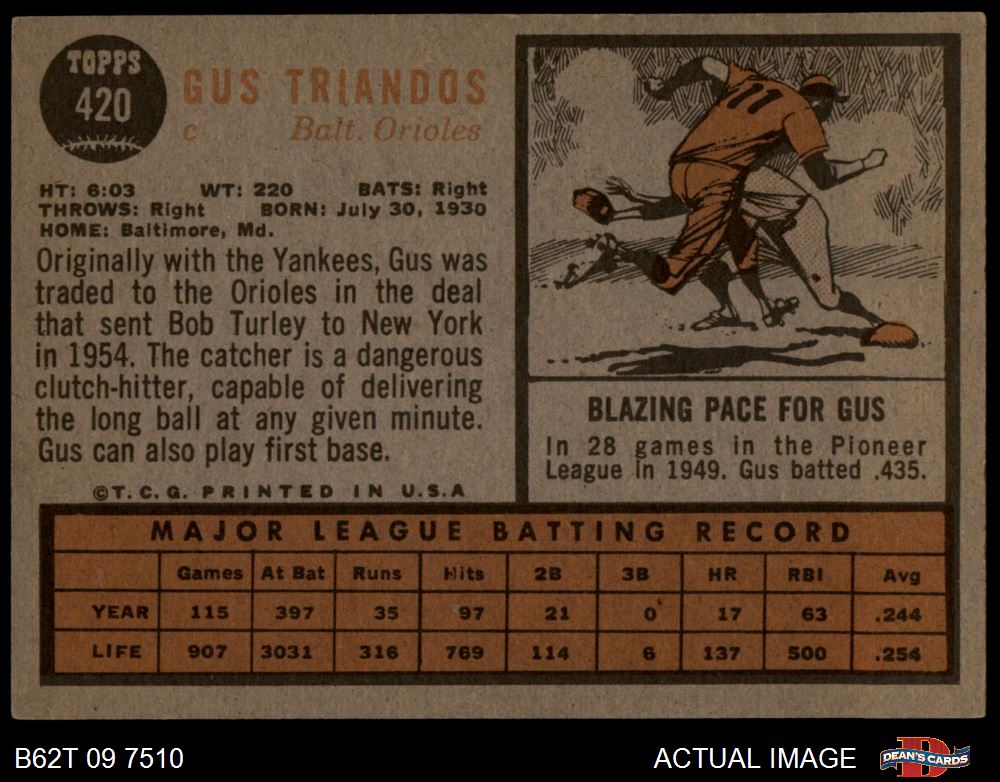 TOPPS
420
GUS TRIANDOS
c Balt. Orioles
HT: 6:03 WT: 220 BATS: Right
THROWS: Right BORN: July 30, 1930
HOME: Baltimore, Md.
Originally with the Yankees, Gus was
traded to the Orioles in the deal
that sent Bob Turley to New York
in 1954. The catcher is a dangerous
clutch-hitter, capable of delivering
the long ball at any given minute.
Gus can also play first base.
©T. C. G. PRINTED IN U.S.A
11
BLAZING PACE FOR GUS
In 28 games in the Pioneer
League in 1949. Gus batted .435.
MAJOR LEAGUE BATTING RECORD
Games At Bat Runs Hits 2B 3B HR RBI Avg
YEAR 115 397 35 97 21 0 17 63 .244
LIFE 907 3031 316 769 114 6 137 500 .254
B62T 09 7510
ACTUAL IMAGE
DEAN'S CARDS